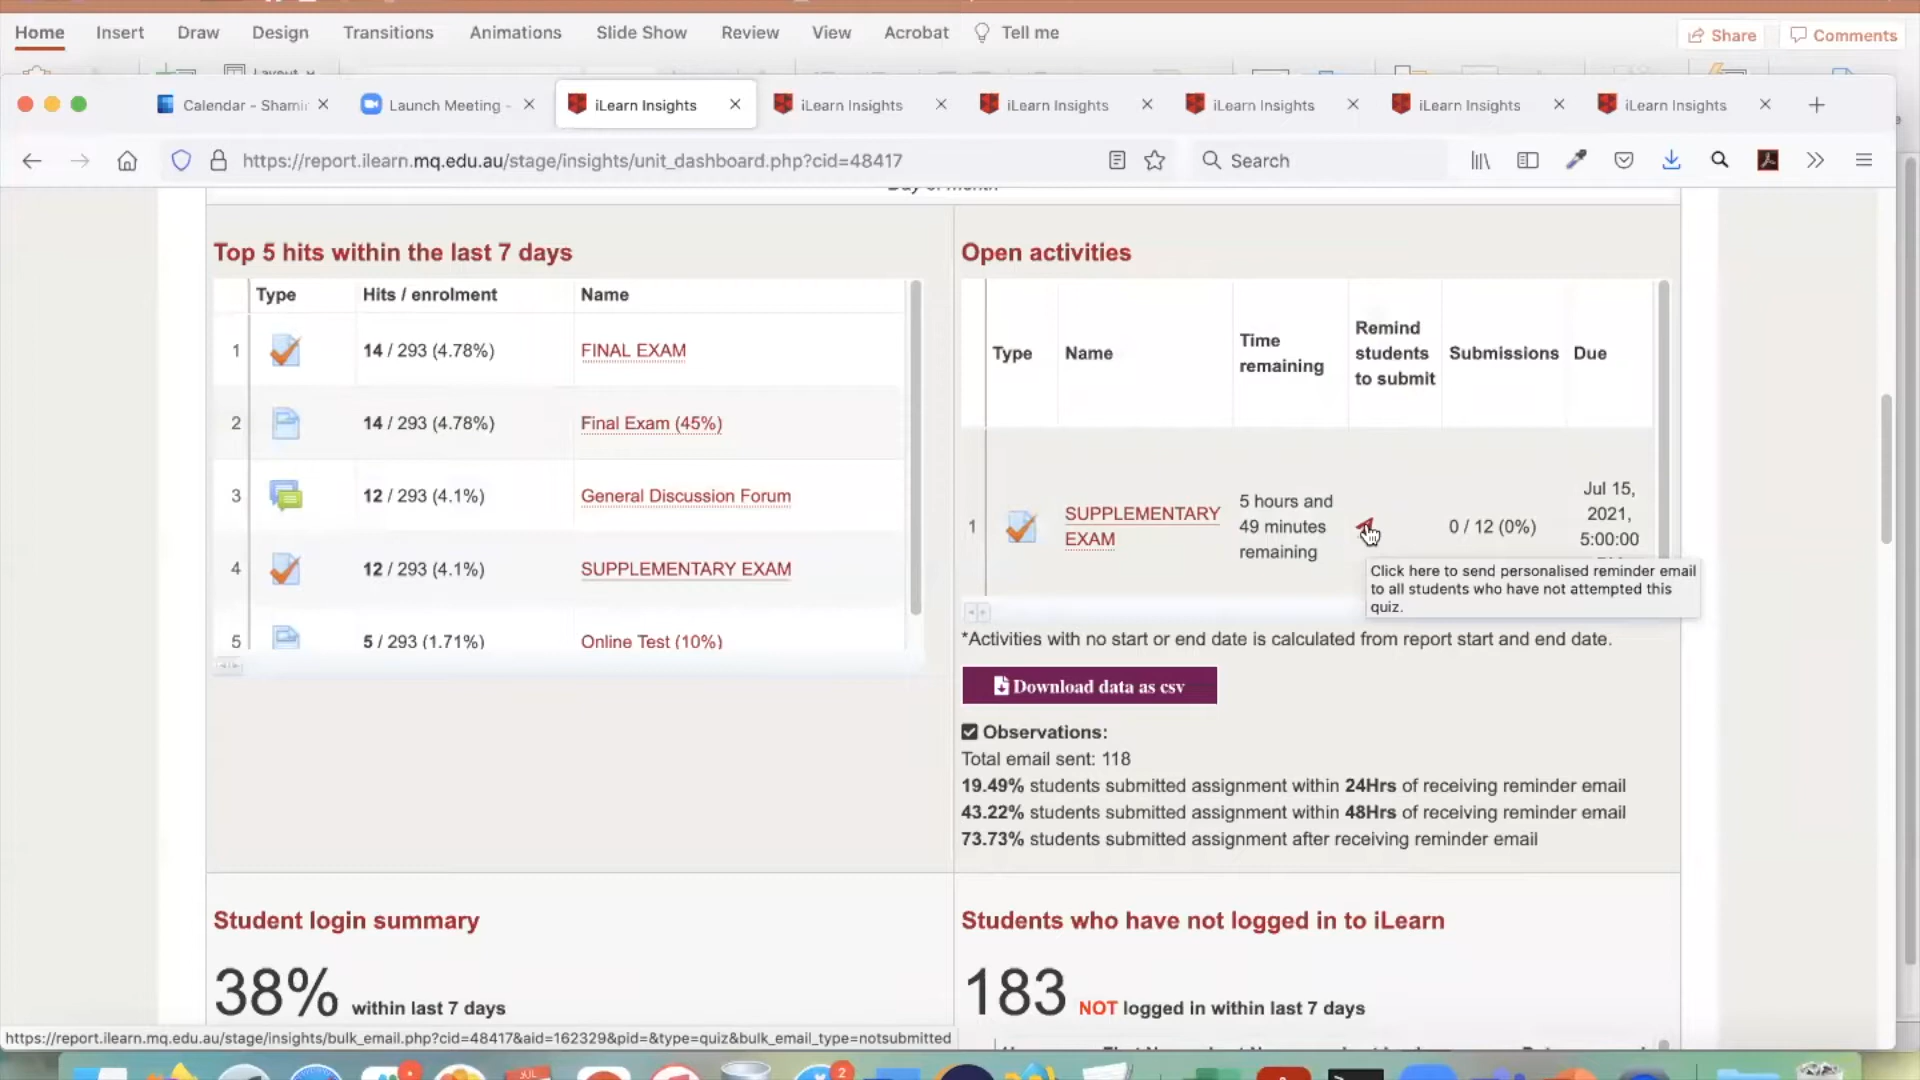 Home Insert Draw Design Transitions Animations Slide Show Review View Acrobat Tell me Share Comments
Calendar - Shami Launch Meeting - iLearn Insights iLearn Insights iLearn Insights iLearn Insights iLearn Insights iLearn Insights
https://report.ilearn.mq.edu.au/stage/insights/unit_dashboard.php?cid=48417 Search
Day of month
Top 5 hits within the last 7 days
Type Hits / enrolment Name
1 14 / 293 (4.78%) FINAL EXAM
2 14 / 293 (4.78%) Final Exam (45%)
3 12 / 293 (4.1%) General Discussion Forum
4 12 / 293 (4.1%) SUPPLEMENTARY EXAM
5 5 / 293 (1.71%) Online Test (10%)
Open activities
Type Name Time remaining Remind students to submit Submissions Due
1 SUPPLEMENTARY EXAM 5 hours and 49 minutes remaining 0 / 12 (0%) Jul 15, 2021, 5:00:00
Click here to send personalised reminder email
to all students who have not attempted this
quiz.
*Activities with no start or end date is calculated from report start and end date.
Download data as csv
Observations:
Total email sent: 118
19.49% students submitted assignment within 24Hrs of receiving reminder email
43.22% students submitted assignment within 48Hrs of receiving reminder email
73.73% students submitted assignment after receiving reminder email
Student login summary
38% within last 7 days
Students who have not logged in to iLearn
183 NOT logged in within last 7 days
https://report.ilearn.mq.edu.au/stage/insights/bulk_email.php?cid=48417&aid=162329&pid=&type=quiz&bulk_email_type=notsubmitted
JUL
2